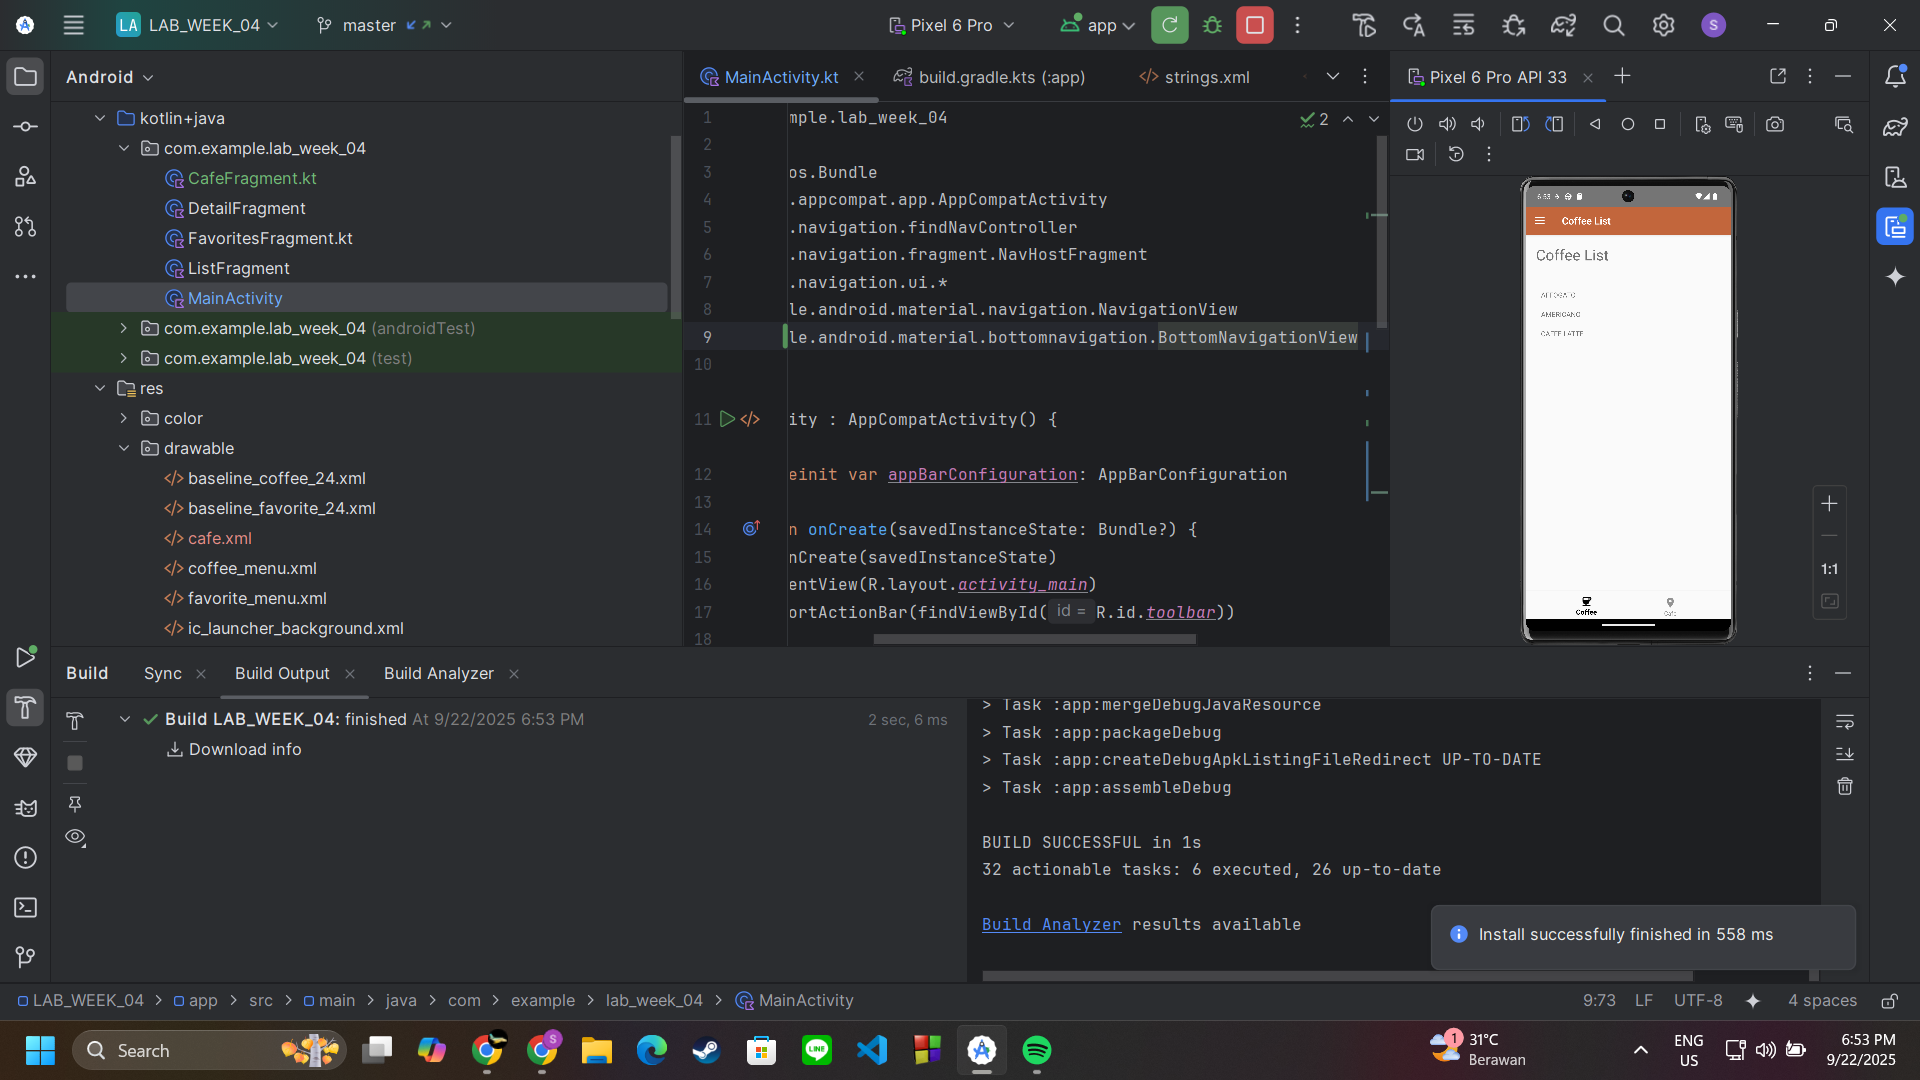 LA LAB_WEEK_04
master
Pixel 6 Pro
app
S
Android
MainActivity.kt
build.gradle.kts (:app)
strings.xml
Pixel 6 Pro API 33
kotlin+java
com.example.lab_week_04
CafeFragment.kt
DetailFragment
FavoritesFragment.kt
ListFragment
MainActivity
com.example.lab_week_04 (androidTest)
com.example.lab_week_04 (test)
res
color
drawable
baseline_coffee_24.xml
baseline_favorite_24.xml
cafe.xml
coffee_menu.xml
favorite_menu.xml
ic_launcher_background.xml
2
1 mple.lab_week_04
2
3 os.Bundle
4 .appcompat.app.AppCompatActivity
5 .navigation.findNavController
6 .navigation.fragment.NavHostFragment
7 .navigation.ui.*
8 le.android.material.navigation.NavigationView
9 le.android.material.bottomnavigation.BottomNavigationView
10
11 ity : AppCompatActivity() {
12 einit var appBarConfiguration: AppBarConfiguration
13
14 n onCreate(savedInstanceState: Bundle?) {
15 nCreate(savedInstanceState)
16 entView(R.layout.activity_main)
17 ortActionBar(findViewById( id = R.id.toolbar))
18
6:53
Coffee List
Coffee List
AFFOGATO
AMERICANO
CAFFE LATTE
Coffee
Cafe
1:1
Build
Sync
Build Output
Build Analyzer
Build LAB_WEEK_04: finished At 9/22/2025 6:53 PM
2 sec, 6 ms
Download info
> Task :app:mergeDebugJavaResource
> Task :app:packageDebug
> Task :app:createDebugApkListingFileRedirect UP-TO-DATE
> Task :app:assembleDebug
BUILD SUCCESSFUL in 1s
32 actionable tasks: 6 executed, 26 up-to-date
Build Analyzer results available
Install successfully finished in 558 ms
LAB_WEEK_04 > app > src > main > java > com > example > lab_week_04 > MainActivity
9:73
LF
UTF-8
4 spaces
Search
S
LINE
1
31°C
Berawan
ENG
US
6:53 PM
9/22/2025